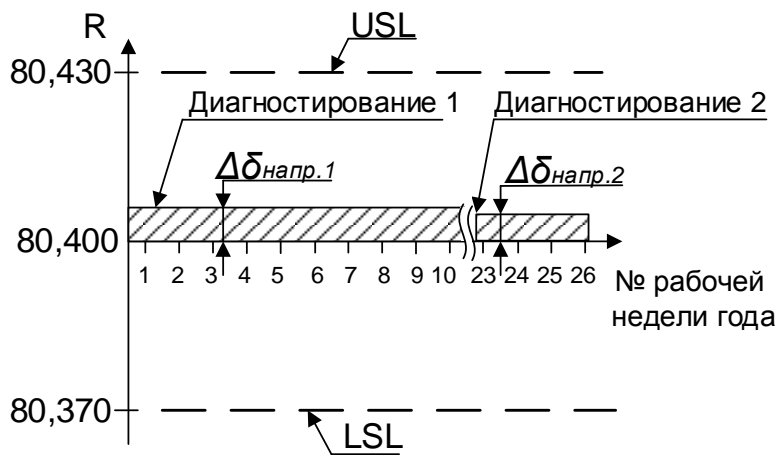 R
USL
80,430
Диагностирование 1
Диагностирование 2
Δδнапр.1
Δδнапр.2
80,400
1 2 3 4 5 6 7 8 9 10 23 24 25 26
№ рабочей
недели года
80,370
LSL